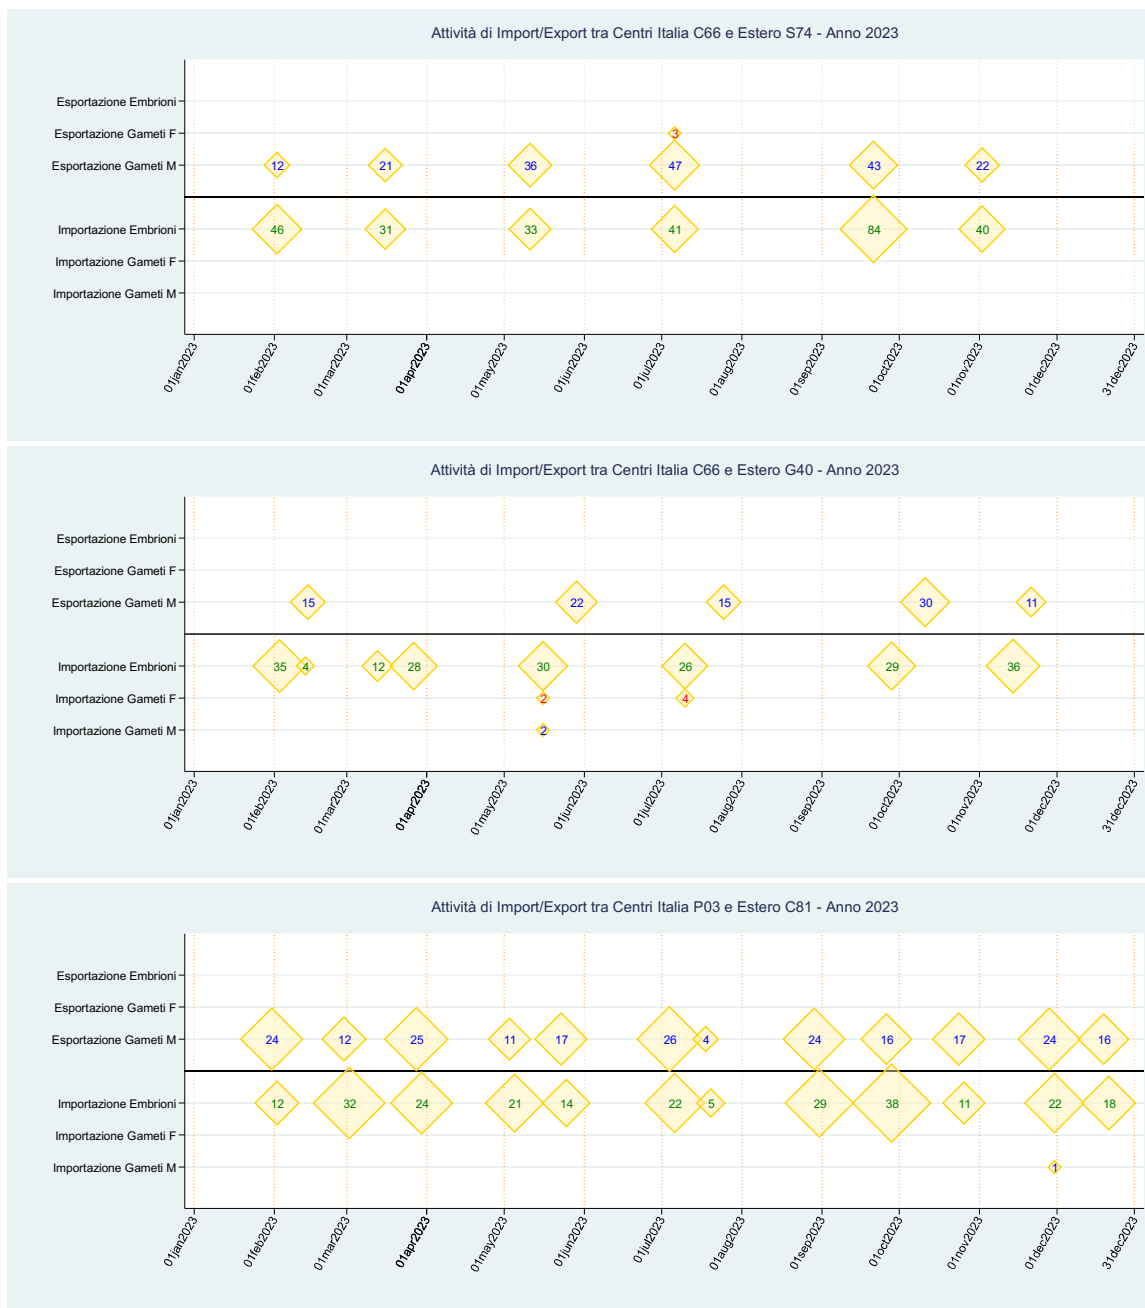 Attività di Import/Export tra Centri Italia C66 e Estero S74 - Anno 2023
Esportazione Embrioni
Esportazione Gameti F
3
Esportazione Gameti M
12 21 36 47 43 22
Importazione Embrioni
46 31 33 41 84 40
Importazione Gameti F
Importazione Gameti M
01jan2023 01feb2023 01mar2023 01apr2023 01may2023 01jun2023 01jul2023 01aug2023 01sep2023 01oct2023 01nov2023 01dec2023 31dec2023
Attività di Import/Export tra Centri Italia C66 e Estero G40 - Anno 2023
Esportazione Embrioni
Esportazione Gameti F
Esportazione Gameti M
15 22 15 30 11
Importazione Embrioni
35 4 12 28 30 26 29 36
Importazione Gameti F
2 4
Importazione Gameti M
2
01jan2023 01feb2023 01mar2023 01apr2023 01may2023 01jun2023 01jul2023 01aug2023 01sep2023 01oct2023 01nov2023 01dec2023 31dec2023
Attività di Import/Export tra Centri Italia P03 e Estero C81 - Anno 2023
Esportazione Embrioni
Esportazione Gameti F
Esportazione Gameti M
24 12 25 11 17 26 4 24 16 17 24 16
Importazione Embrioni
12 32 24 21 14 22 5 29 38 11 22 18
Importazione Gameti F
Importazione Gameti M
1
01jan2023 01feb2023 01mar2023 01apr2023 01may2023 01jun2023 01jul2023 01aug2023 01sep2023 01oct2023 01nov2023 01dec2023 31dec2023